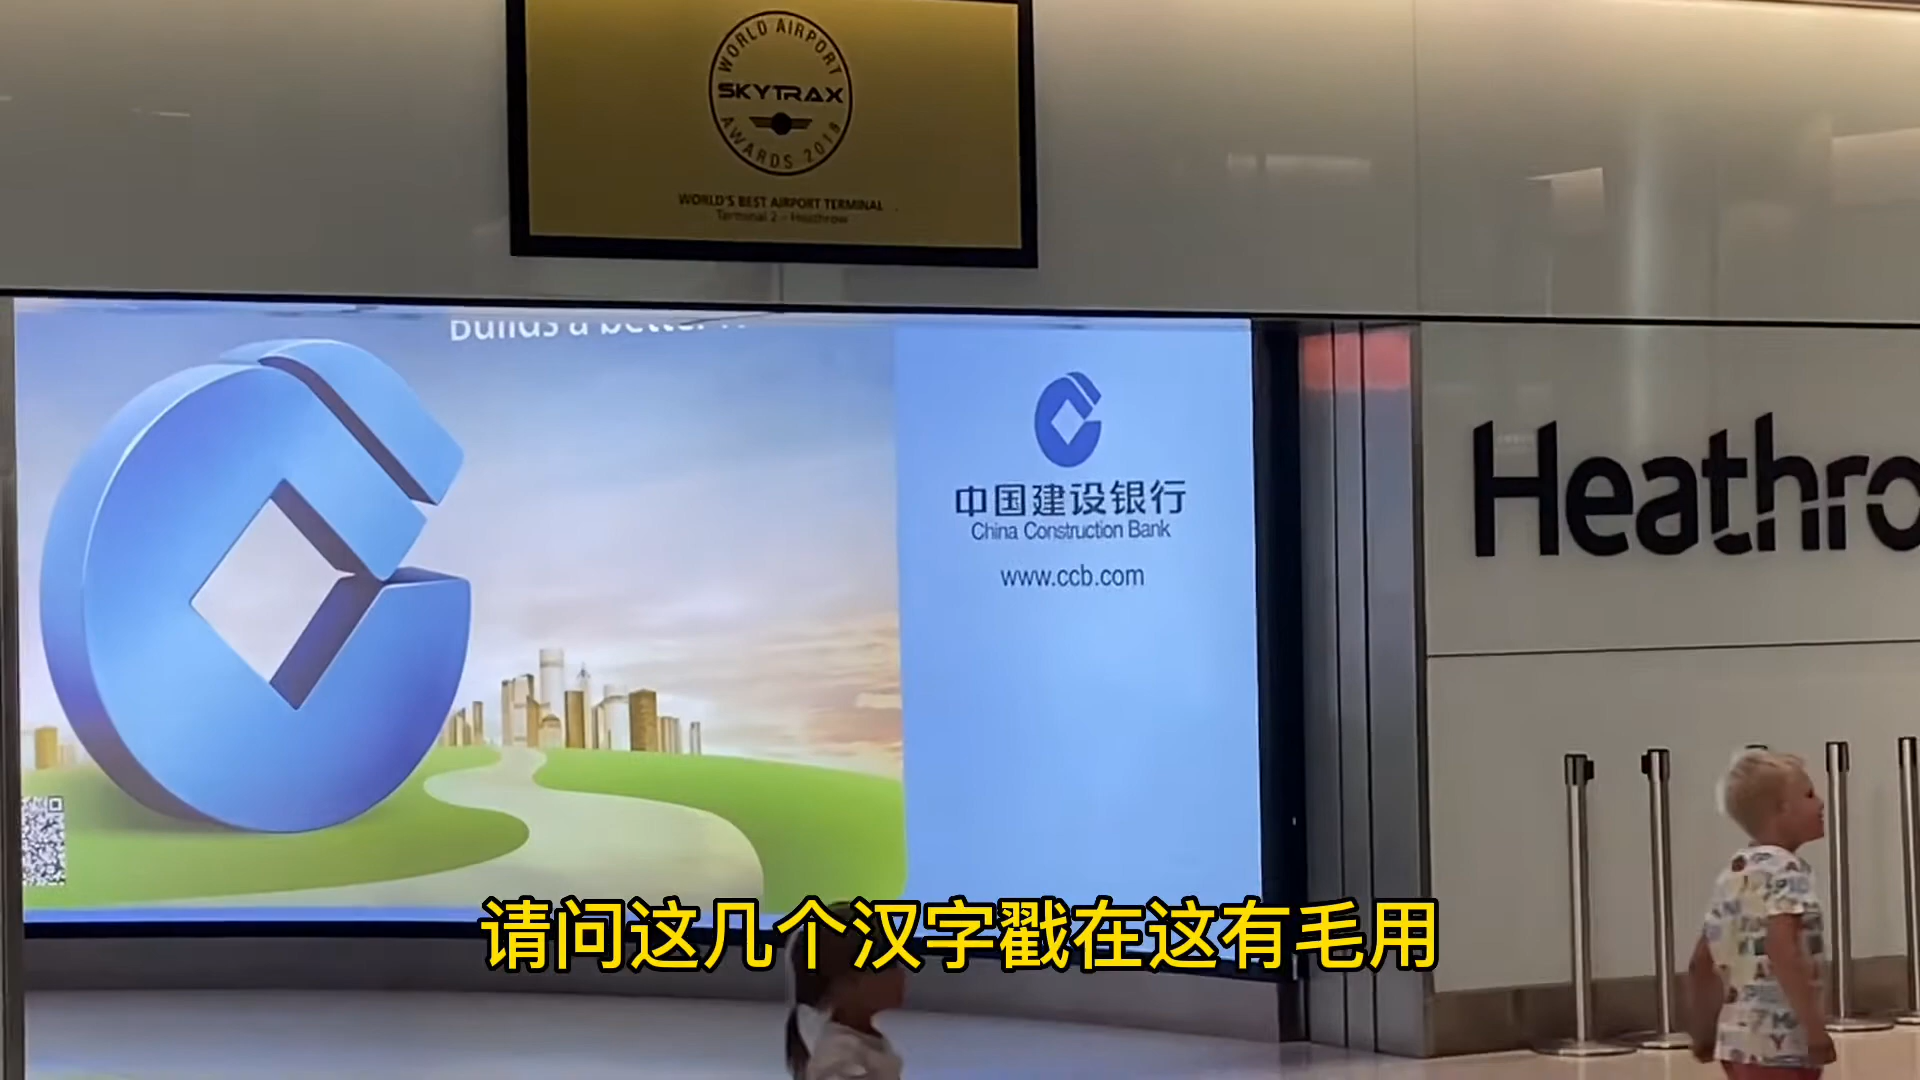 WORLD AIRPORT
SKYTRAX
AWARDS 2018
WORLD'S BEST AIRPORT TERMINAL
Terminal 2 - Heathrow
Builds a better
中国建设银行
China Construction Bank
www.ccb.com
Heathro
请问这几个汉字戳在这有毛用